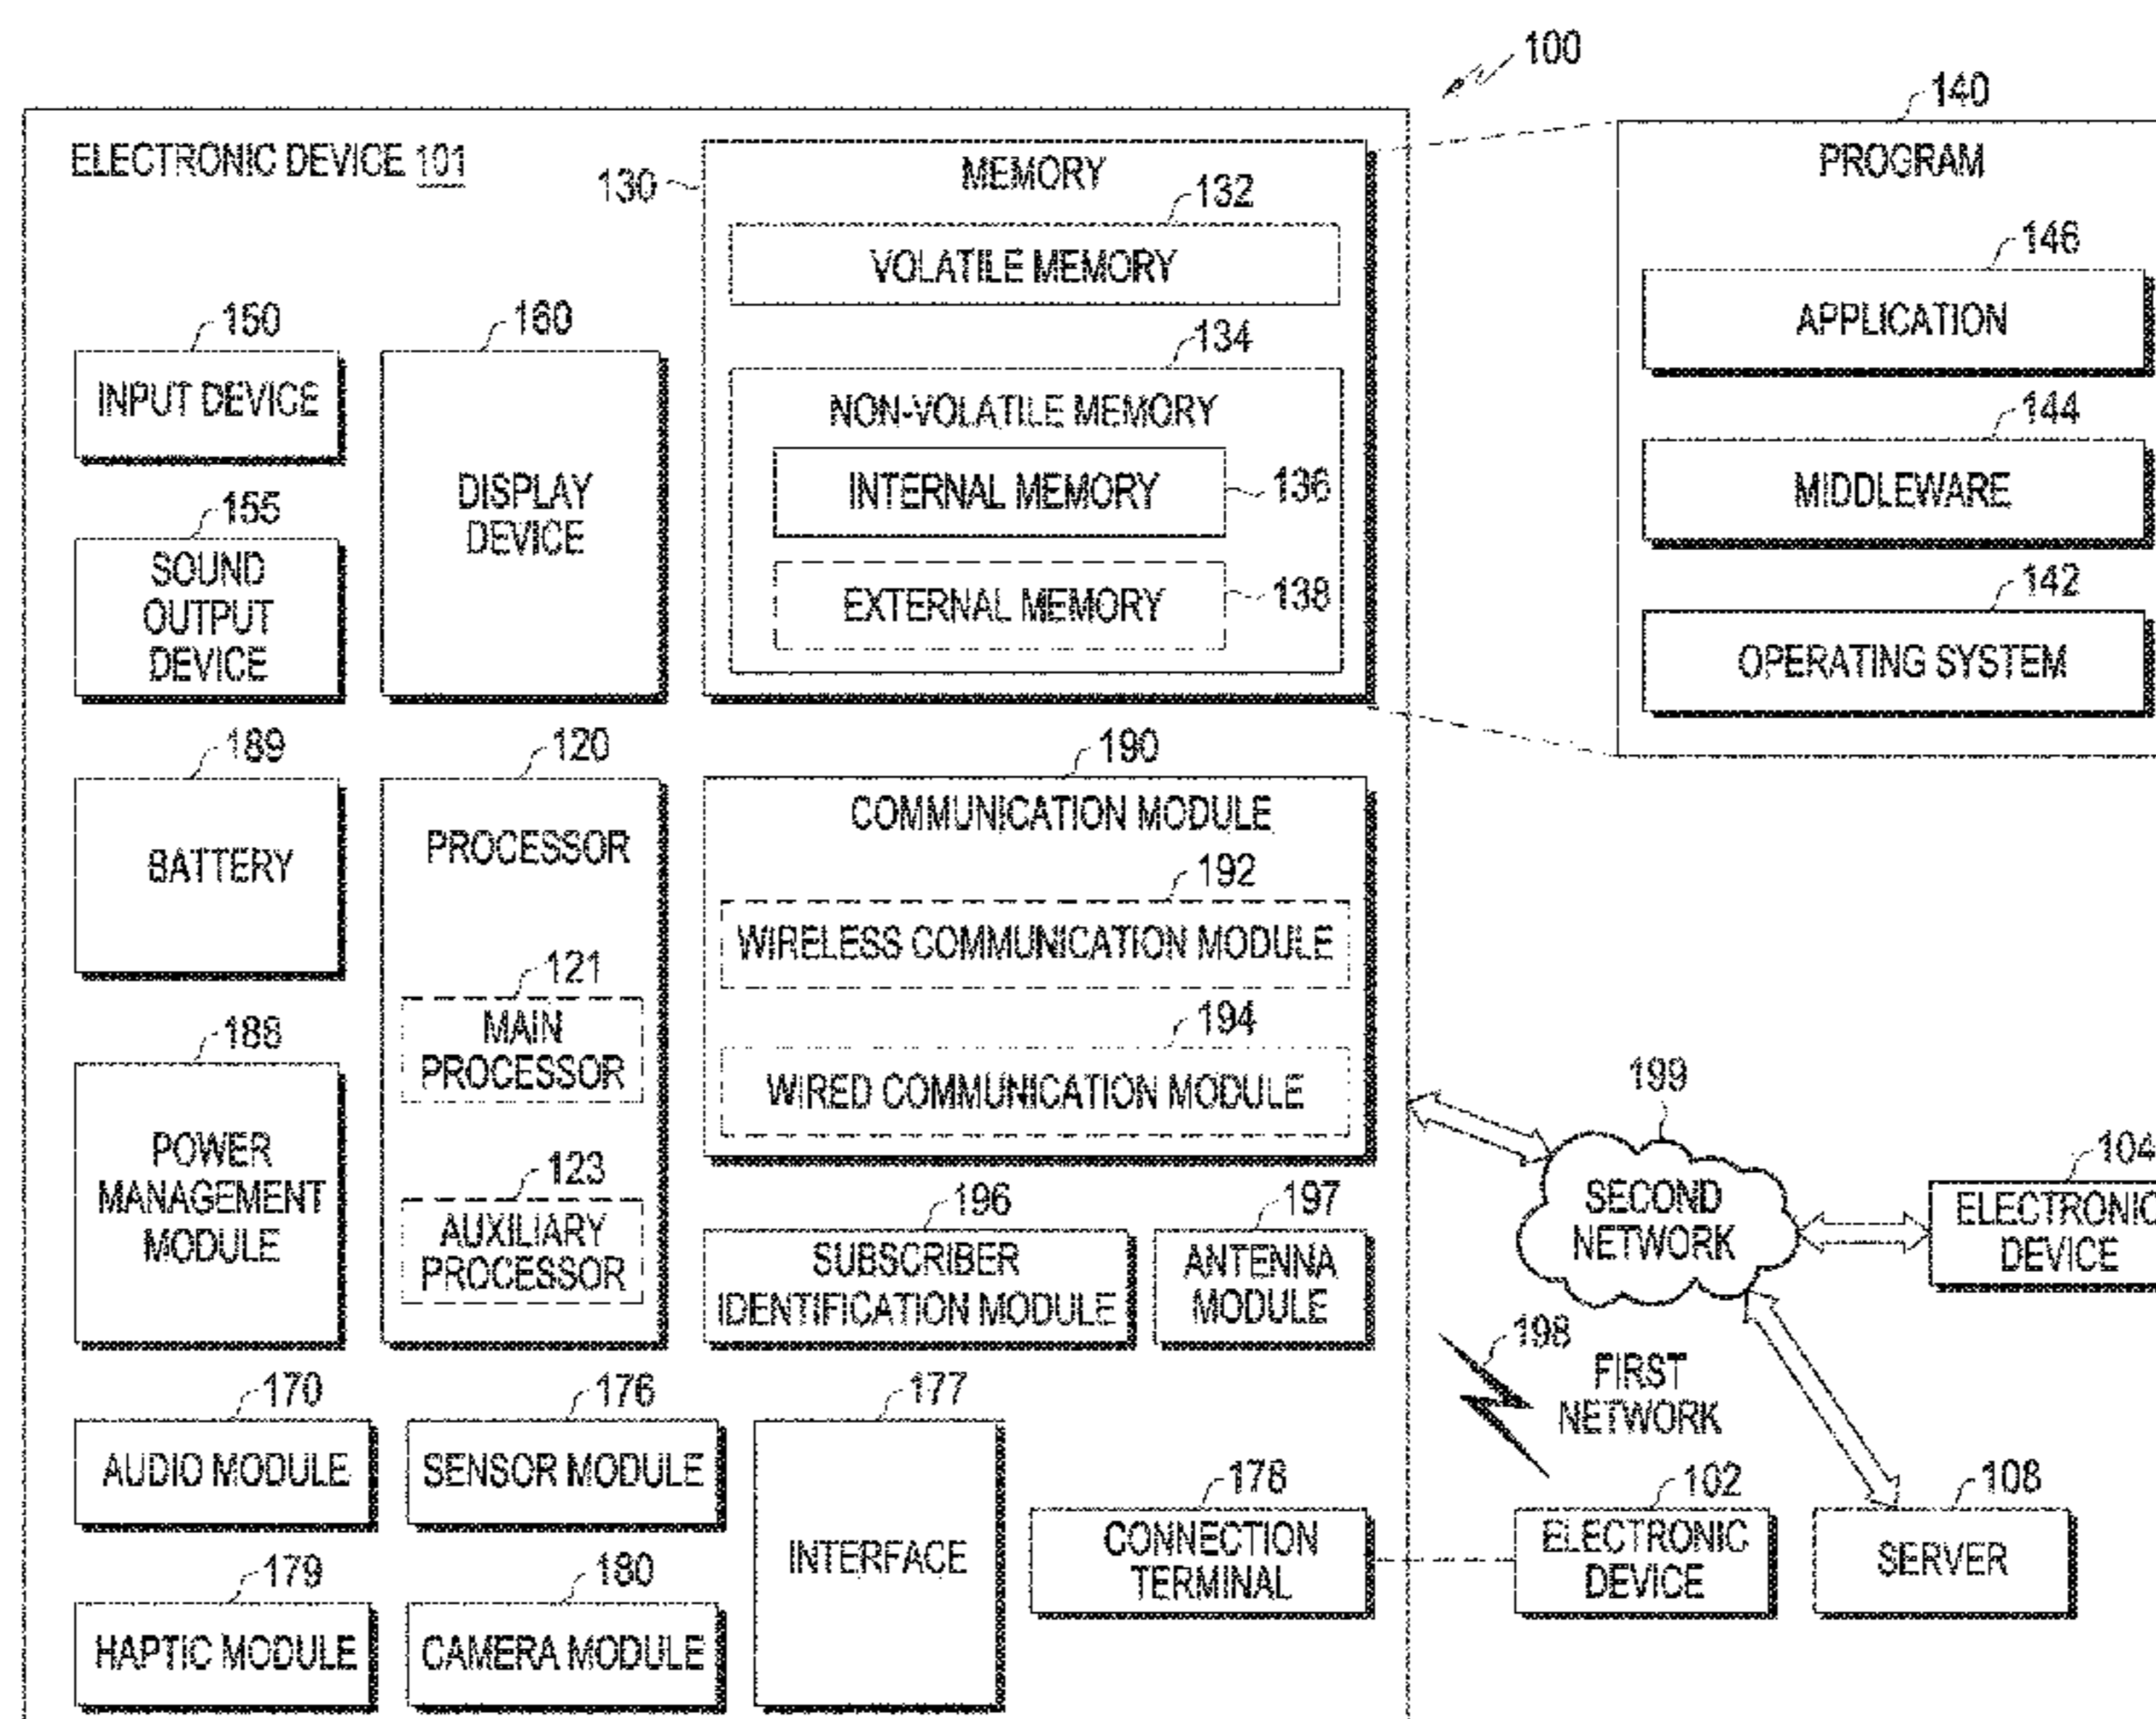 100
140
ELECTRONIC DEVICE 101
130
MEMORY
132
VOLATILE MEMORY
134
NON-VOLATILE MEMORY
INTERNAL MEMORY
136
EXTERNAL MEMORY
138
PROGRAM
146
APPLICATION
144
MIDDLEWARE
142
OPERATING SYSTEM
150
INPUT DEVICE
160
DISPLAY
DEVICE
155
SOUND
OUTPUT
DEVICE
189
BATTERY
120
PROCESSOR
121
MAIN
PROCESSOR
123
AUXILIARY
PROCESSOR
190
COMMUNICATION MODULE
192
WIRELESS COMMUNICATION MODULE
194
WIRED COMMUNICATION MODULE
188
POWER
MANAGEMENT
MODULE
196
SUBSCRIBER
IDENTIFICATION MODULE
197
ANTENNA
MODULE
199
SECOND
NETWORK
104
ELECTRONIC
DEVICE
198
FIRST
NETWORK
170
AUDIO MODULE
176
SENSOR MODULE
177
INTERFACE
178
CONNECTION
TERMINAL
102
ELECTRONIC
DEVICE
108
SERVER
179
HAPTIC MODULE
180
CAMERA MODULE